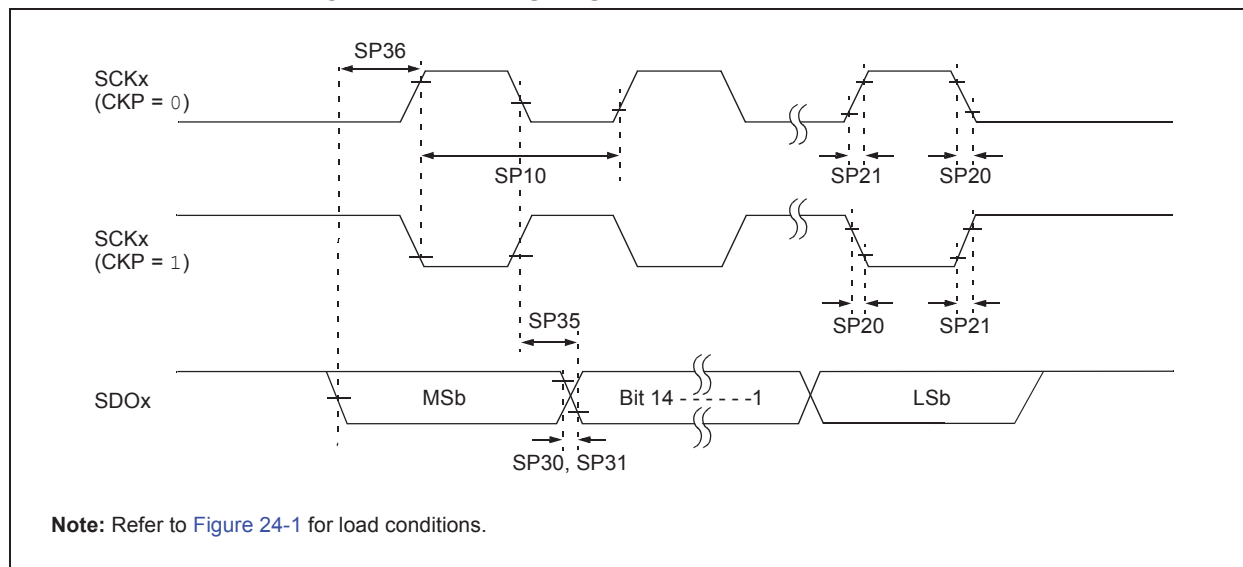 SP36
SCKx
(CKP = 0)
SP10
SP21
SP20
SCKx
(CKP = 1)
SP35
SP20
SP21
SDOx
MSb
Bit 14 - - - - - -1
LSb
SP30, SP31
Note: Refer to Figure 24-1 for load conditions.